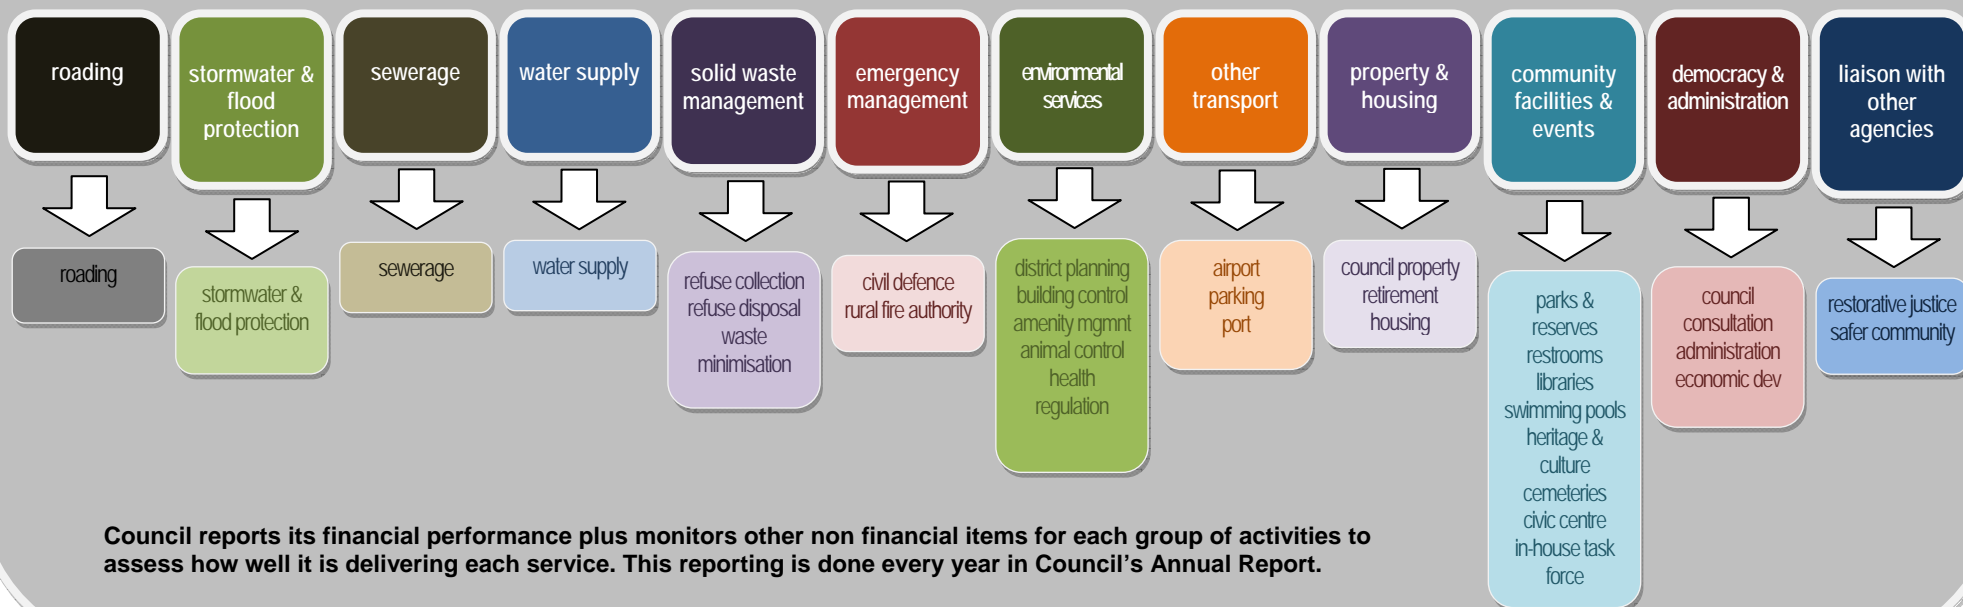 roading
stormwater &
flood
protection
sewerage
water supply
solid waste
management
emergency
management
environmental
services
other
transport
property &
housing
community
facilities &
events
democracy &
administration
liaison with
other
agencies
roading
stormwater &
flood protection
sewerage
water supply
refuse collection
refuse disposal
waste
minimisation
civil defence
rural fire authority
district planning
building control
amenity mgmnt
animal control
health
regulation
airport
parking
port
council property
retirement
housing
parks &
reserves
restrooms
libraries
swimming pools
heritage &
culture
cemeteries
civic centre
in-house task
force
council
consultation
administration
economic dev
restorative justice
safer community
Council reports its financial performance plus monitors other non financial items for each group of activities to
assess how well it is delivering each service. This reporting is done every year in Council's Annual Report.